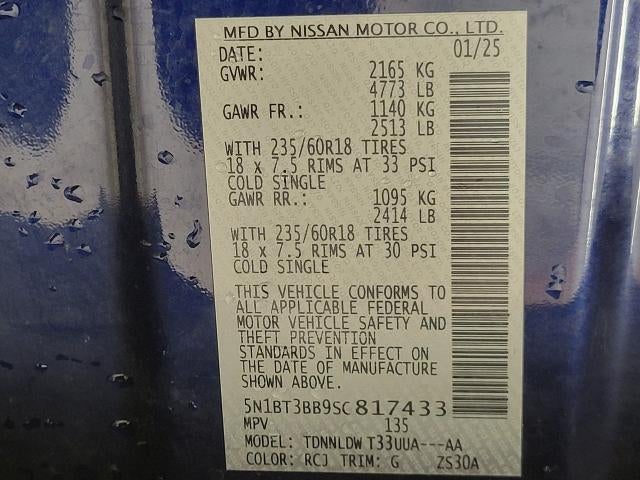 MFD BY NISSAN MOTOR CO., LTD.
DATE: 01/25
GVWR: 2165 KG
4773 LB
GAWR FR.: 1140 KG
2513 LB
WITH 235/60R18 TIRES
18 x 7.5 RIMS AT 33 PSI
COLD SINGLE
GAWR RR.: 1095 KG
2414 LB
WITH 235/60R18 TIRES
18 x 7.5 RIMS AT 30 PSI
COLD SINGLE
THIS VEHICLE CONFORMS TO
ALL APPLICABLE FEDERAL
MOTOR VEHICLE SAFETY AND
THEFT PREVENTION
STANDARDS IN EFFECT ON
THE DATE OF MANUFACTURE
SHOWN ABOVE.
5N1BT3BB9SC817433
MPV 135
MODEL: TDNNLDW T33UUA---AA
COLOR: RCJ TRIM: G ZS30A